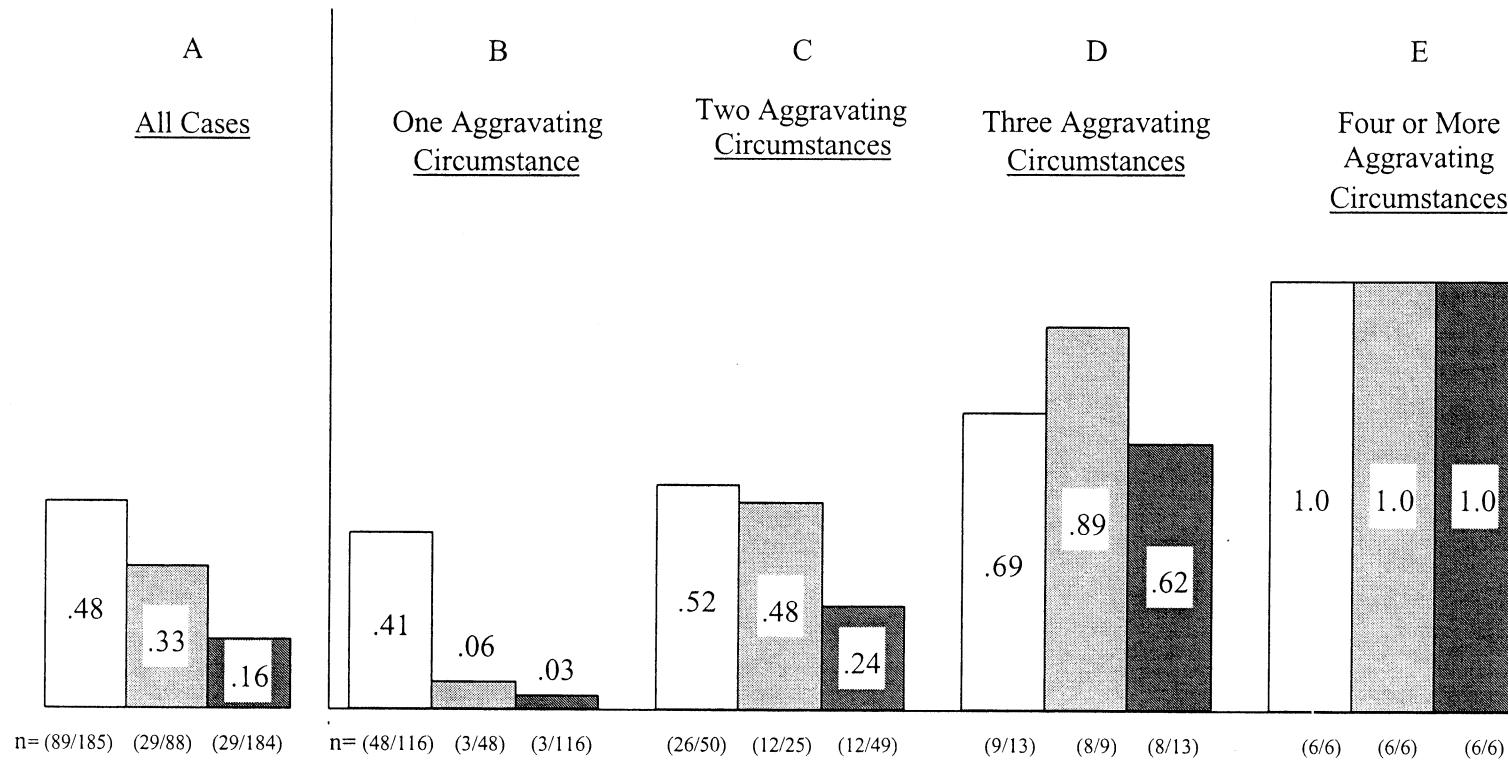 A
B
C
D
E
All Cases
One Aggravating
Circumstance
Two Aggravating
Circumstances
Three Aggravating
Circumstances
Four or More
Aggravating
Circumstances
.48
.33
.16
.41
.06
.03
.52
.48
.24
.69
.89
.62
1.0
1.0
1.0
n= (89/185) (29/88) (29/184)
n= (48/116) (3/48) (3/116)
(26/50) (12/25) (12/49)
(9/13) (8/9) (8/13)
(6/6) (6/6) (6/6)